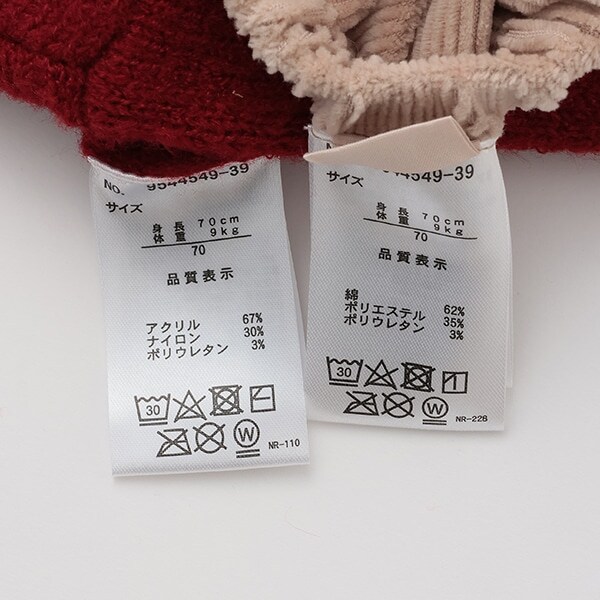 No. 9544549-39
サイズ
身長 70cm
体重 9kg
70
品質表示
アクリル 67%
ナイロン 30%
ポリウレタン 3%
30
W
NR-110
44549-39
サイズ
身長 70cm
体重 9kg
70
品質表示
綿 62%
ポリエステル 35%
ポリウレタン 3%
30
W
NR-228